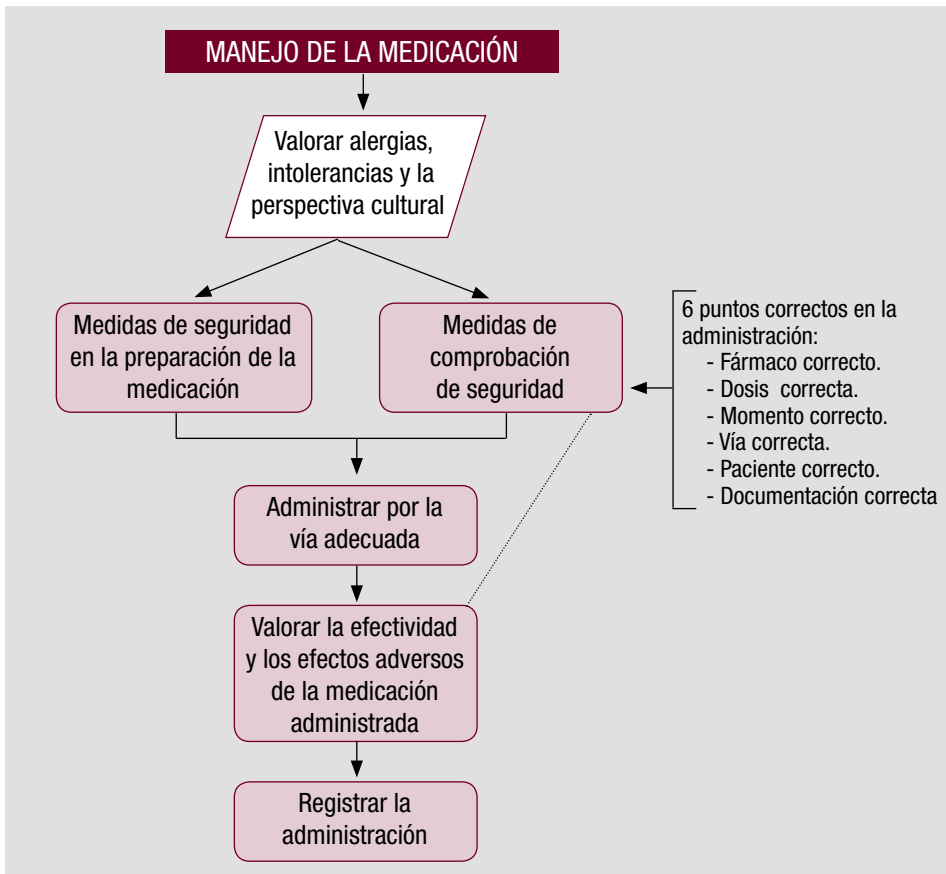 MANEJO DE LA MEDICACIÓN
Valorar alergias,
intolerancias y la
perspectiva cultural
Medidas de seguridad
en la preparación de la
medicación
Medidas de
comprobación
de seguridad
6 puntos correctos en la
administración:
- Fármaco correcto.
- Dosis correcta.
- Momento correcto.
- Vía correcta.
- Paciente correcto.
- Documentación correcta
Administrar por la
vía adecuada
Valorar la efectividad
y los efectos adversos
de la medicación
administrada
Registrar la
administración